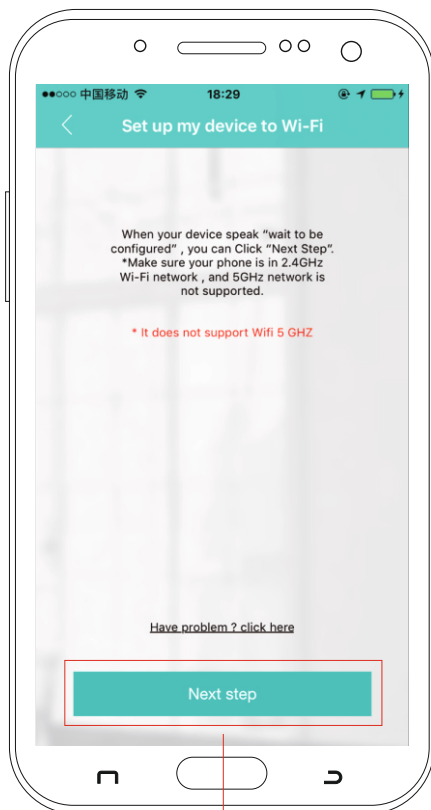 中国移动 18:29
Set up my device to Wi-Fi
When your device speak “wait to be
configured” , you can Click “Next Step”.
*Make sure your phone is in 2.4GHz
Wi-Fi network , and 5GHz network is
not supported.
* It does not support Wifi 5 GHZ
Have problem ? click here
Next step